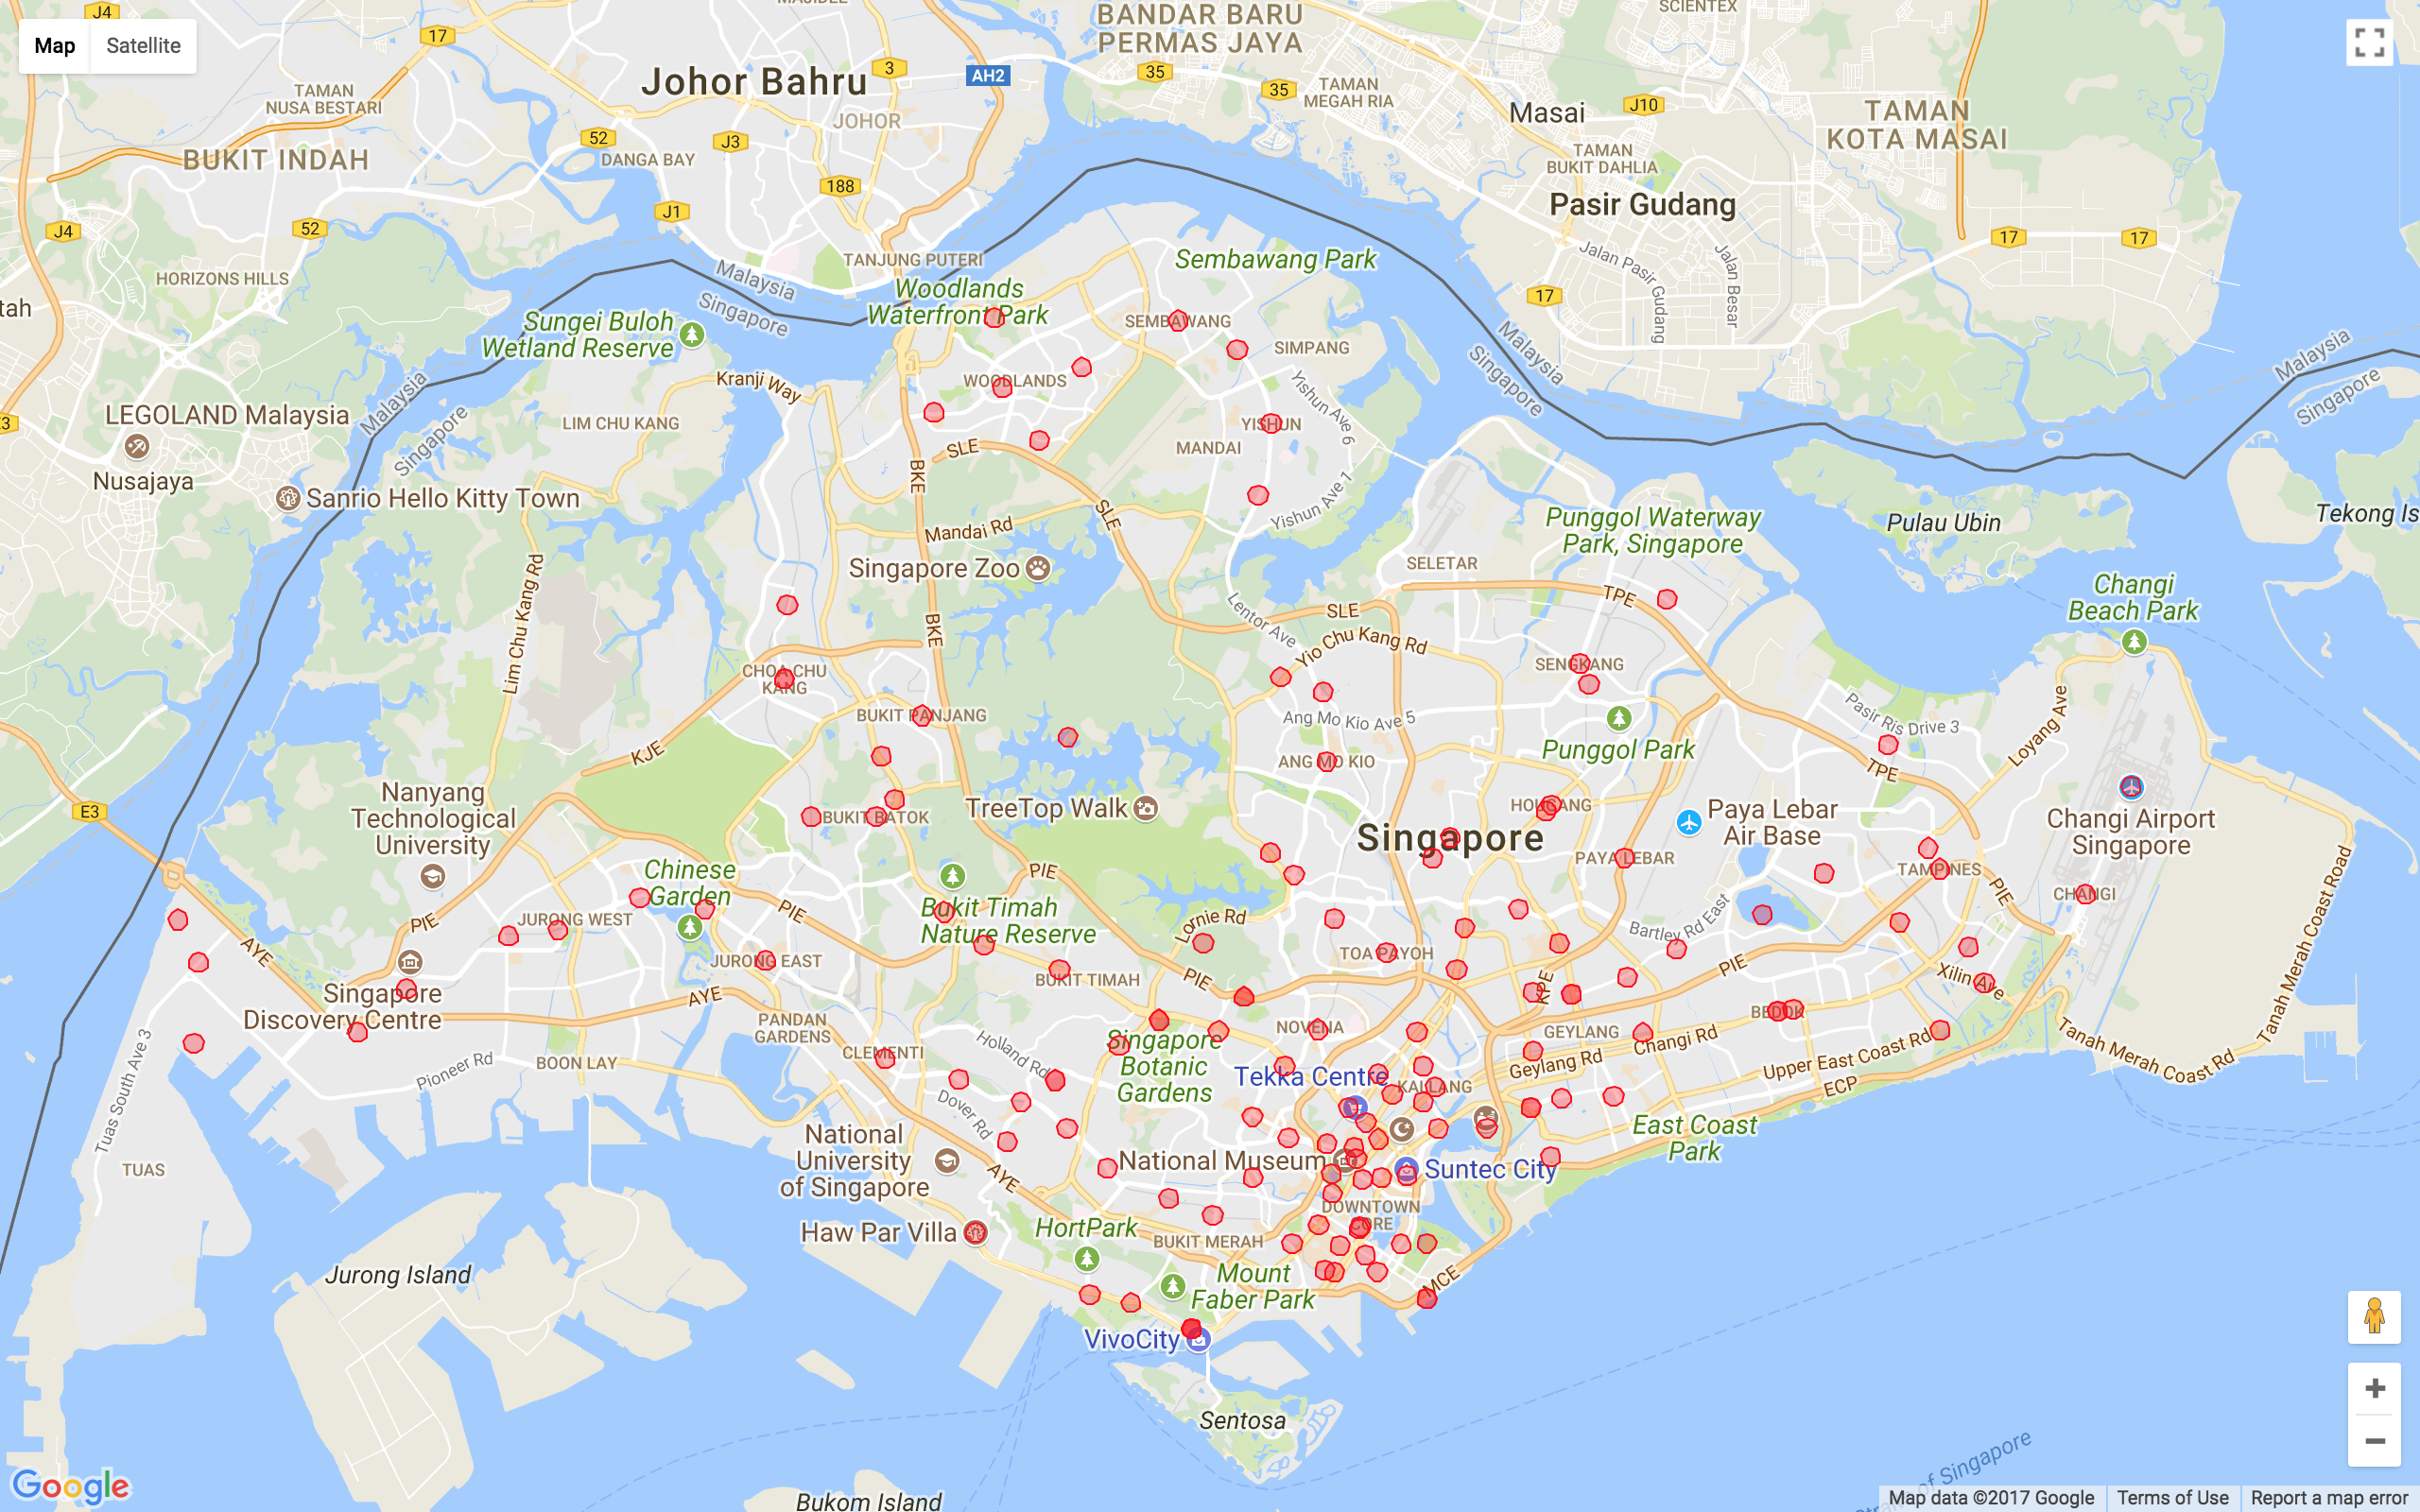 J4
17
MASJIDEE
BANDAR BARU
PERMAS JAYA
SCIENTEX
Map
Satellite
3
AH2
35
35
TAMAN
MEGAH RIA
J10
TAMAN
KOTA MASAI
TAMAN
NUSA BESTARI
Johor Bahru
JOHOR
Masai
BUKIT INDAH
52
J3
DANGA BAY
188
TAMAN
BUKIT DAHLIA
Pasir Gudang
J4
52
J1
17
17
HORIZONS HILLS
TANJUNG PUTERI
Malaysia
Singapore
Sembawang Park
Jalan Pasir Gudang
Jalan Besar
17
tah
Woodlands
Waterfront Park
Sungei Buloh
Wetland Reserve
SEMBAWANG
SIMPANG
Malaysia
Singapore
Malaysia
Singapore
Kranji Way
WOODLANDS
Yishun Ave 6
LEGOLAND Malaysia
Malaysia
Singapore
LIM CHU KANG
YISHUN
MANDAI
E3
Nusajaya
SLE
BKE
Sanrio Hello Kitty Town
Yishun Ave 1
SLE
Mandai Rd
Punggol Waterway
Park, Singapore
Pulau Ubin
Tekong Is
Singapore Zoo
SELETAR
Changi
Beach Park
Lim Chu Kang Rd
BKE
Lentor Ave
SLE
TPE
Yio Chu Kang Rd
CHOA CHU
KANG
SENGKANG
BUKIT PANJANG
Ang Mo Kio Ave 5
Pasir Ris Drive 3
Loyang Ave
KJE
Punggol Park
ANG MO KIO
TPE
Nanyang
Technological
University
E3
TreeTop Walk
BUKIT BATOK
HOUGANG
Paya Lebar
Air Base
Changi Airport
Singapore
Singapore
PAYA LEBAR
Chinese
Garden
PIE
TAMPINES
PIE
CHANGI
Tanah Merah Coast Road
JURONG WEST
PIE
PIE
Bukit Timah
Nature Reserve
Lornie Rd
Bartley Rd East
AYE
JURONG EAST
TOA PAYOH
PIE
BUKIT TIMAH
PIE
Xilin Ave
Singapore
Discovery Centre
AYE
KPE
BEDOK
PANDAN
GARDENS
NOVENA
GEYLANG
Changi Rd
Tuas South Ave 3
Pioneer Rd
BOON LAY
CLEMENTI
Holland Rd
Singapore
Botanic
Gardens
Geylang Rd
Upper East Coast Rd
Tanah Merah Coast Rd
Tekka Centre
KALLANG
ECP
Dover Rd
East Coast
Park
National
University
of Singapore
TUAS
AYE
National Museum
Suntec City
DOWNTOWN
CORE
Haw Par Villa
HortPark
BUKIT MERAH
Jurong Island
Mount
Faber Park
MCE
VivoCity
Sentosa
Strait of Singapore
Google
Bukom Island
Map data ©2017 Google
Terms of Use
Report a map error